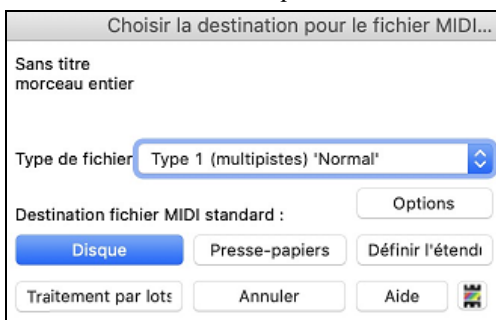 Choisir la destination pour le fichier MIDI...
Sans titre
morceau entier
Type de fichier Type 1 (multipistes) 'Normal'
Options
Destination fichier MIDI standard :
Disque Presse-papiers Définir l'étendu
Traitement par lots Annuler Aide